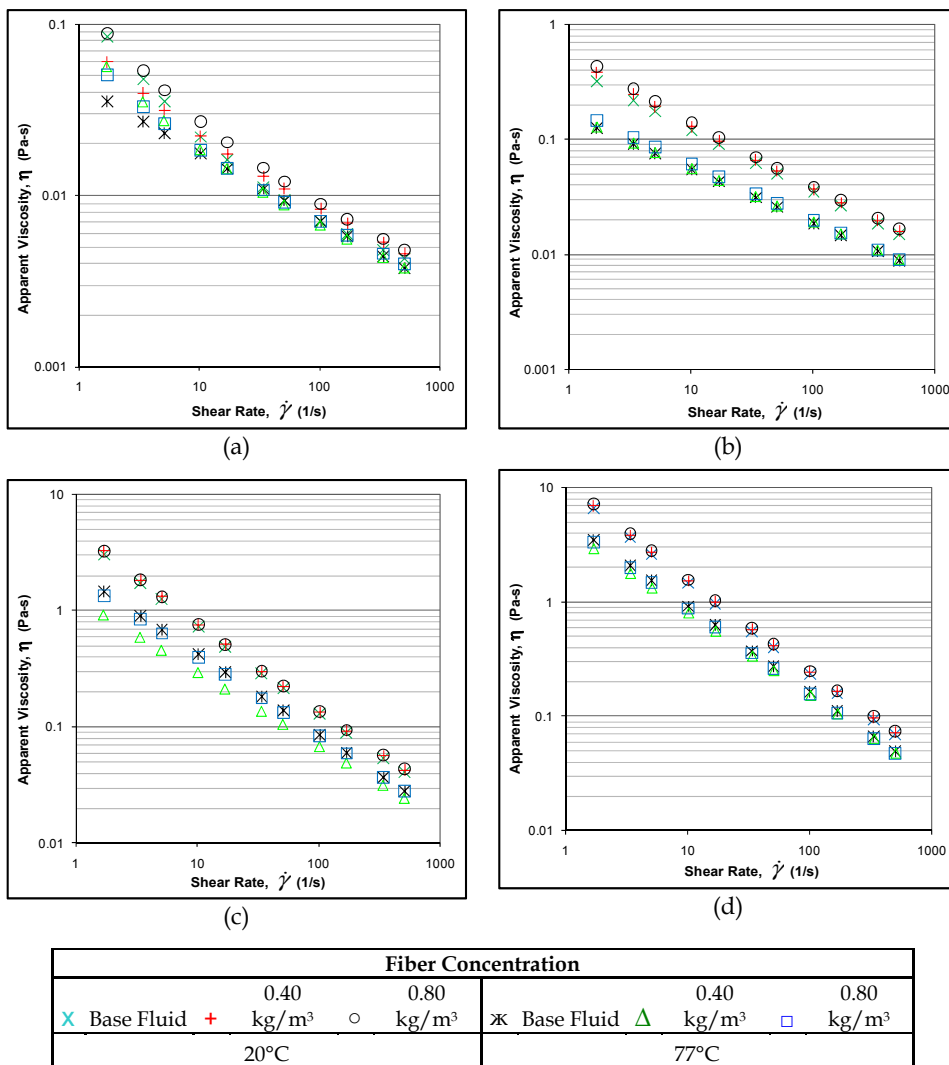 0.1
0.01
0.001
Apparent Viscosity, η (Pa-s)
1 10 100 1000
Shear Rate, γ̇ (1/s)
(a)
1
0.1
0.01
0.001
Apparent Viscosity, η (Pa-s)
1 10 100 1000
Shear Rate, γ̇ (1/s)
(b)
10
1
0.1
0.01
Apparent Viscosity, η (Pa-s)
1 10 100 1000
Shear Rate, γ̇ (1/s)
(c)
10
1
0.1
0.01
Apparent Viscosity, η (Pa-s)
1 10 100 1000
Shear Rate, γ̇ (1/s)
(d)
Fiber Concentration
0.40 0.80 0.40 0.80
Base Fluid kg/m³ kg/m³ Base Fluid kg/m³ kg/m³
20°C 77°C